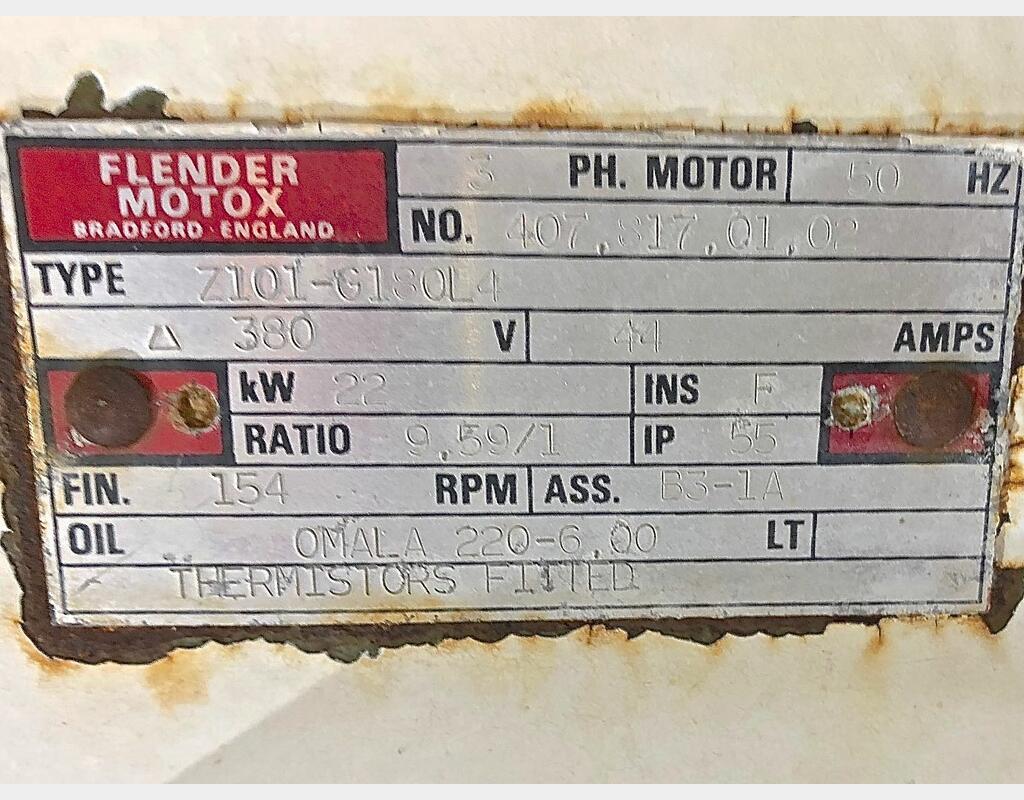 FLENDER
MOTOX
BRADFORD · ENGLAND
3 PH. MOTOR 50 HZ
NO. 407.817.01.02
TYPE Z101-G180L4
△ 380 V 44 AMPS
kW 22 INS F
RATIO 9.59/1 IP 55
FIN. 154 RPM ASS. B3-1A
OIL OMALA 220-6.00 LT
THERMISTORS FITTED